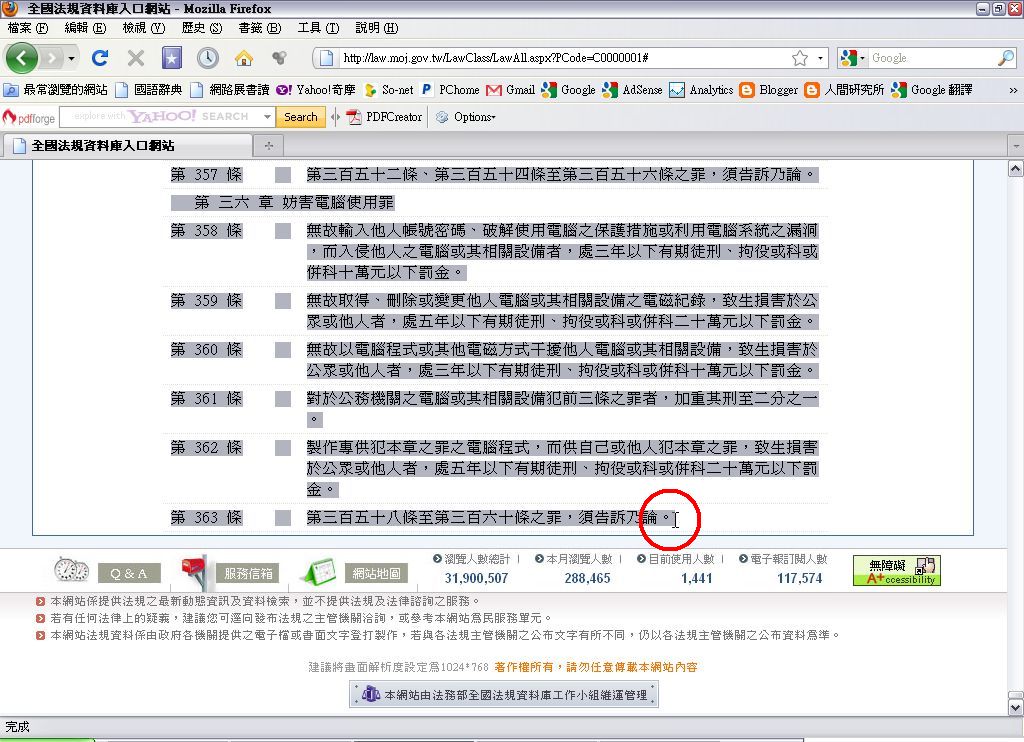 全國法規資料庫入口網站 - Mozilla Firefox
檔案(F) 編輯(E) 檢視(V) 歷史(S) 書籤(B) 工具(T) 說明(H)
http://law.moj.gov.tw/LawClass/LawAll.aspx?PCode=C0000001# Google
最常瀏覽的網站 國語辭典 網路展書讀 Yahoo!奇摩 So-net PChome Gmail Google AdSense Analytics Blogger 人間研究所 Google 翻譯 »
pdfforge explore with YAHOO! SEARCH Search PDFCreator Options
全國法規資料庫入口網站
第 357 條 第三百五十二條、第三百五十四條至第三百五十六條之罪，須告訴乃論。
第 三六 章 妨害電腦使用罪
第 358 條 無故輸入他人帳號密碼、破解使用電腦之保護措施或利用電腦系統之漏洞
，而入侵他人之電腦或其相關設備者，處三年以下有期徒刑、拘役或科或
併科十萬元以下罰金。
第 359 條 無故取得、刪除或變更他人電腦或其相關設備之電磁紀錄，致生損害於公
眾或他人者，處五年以下有期徒刑、拘役或科或併科二十萬元以下罰金。
第 360 條 無故以電腦程式或其他電磁方式干擾他人電腦或其相關設備，致生損害於
公眾或他人者，處三年以下有期徒刑、拘役或科或併科十萬元以下罰金。
第 361 條 對於公務機關之電腦或其相關設備犯前三條之罪者，加重其刑至二分之一
。
第 362 條 製作專供犯本章之罪之電腦程式，而供自己或他人犯本章之罪，致生損害
於公眾或他人者，處五年以下有期徒刑、拘役或科或併科二十萬元以下罰
金。
第 363 條 第三百五十八條至第三百六十條之罪，須告訴乃論。
Q & A 服務信箱 網站地圖 瀏覽人數總計 | 本月瀏覽人數 | 目前使用人數 | 電子報訂閱人數
31,900,507 288,465 1,441 117,574
無障礙
A+ccessibility
本網站係提供法規之最新動態資訊及資料檢索，並不提供法規及法律諮詢之服務。
若有任何法律上的疑義，建議您可逕向發布法規之主管機關洽詢，或參考本網站為民服務單元。
本網站法規資料係由政府各機關提供之電子檔或書面文字登打製作，若與各法規主管機關之公布文字有所不同，仍以各法規主管機關之公布資料為準。
建議將畫面解析度設定為1024*768 著作權所有，請勿任意傳載本網站內容
本網站由法務部全國法規資料庫工作小組維運管理
完成